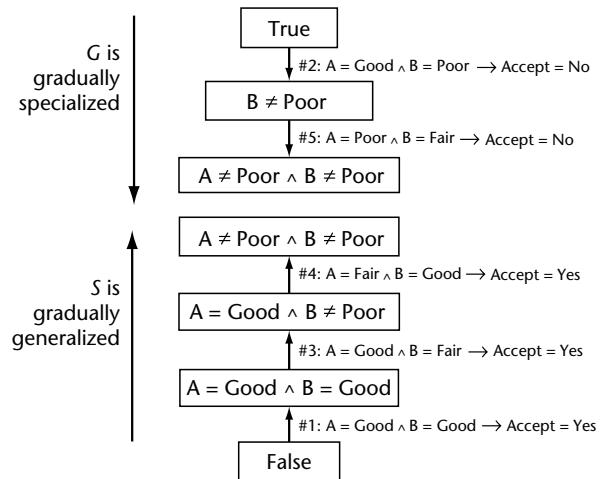 True
G is
gradually
specialized
#2: A = Good ∧ B = Poor → Accept = No
B ≠ Poor
#5: A = Poor ∧ B = Fair → Accept = No
A ≠ Poor ∧ B ≠ Poor
A ≠ Poor ∧ B ≠ Poor
#4: A = Fair ∧ B = Good → Accept = Yes
S is
gradually
generalized
A = Good ∧ B ≠ Poor
#3: A = Good ∧ B = Fair → Accept = Yes
A = Good ∧ B = Good
#1: A = Good ∧ B = Good → Accept = Yes
False